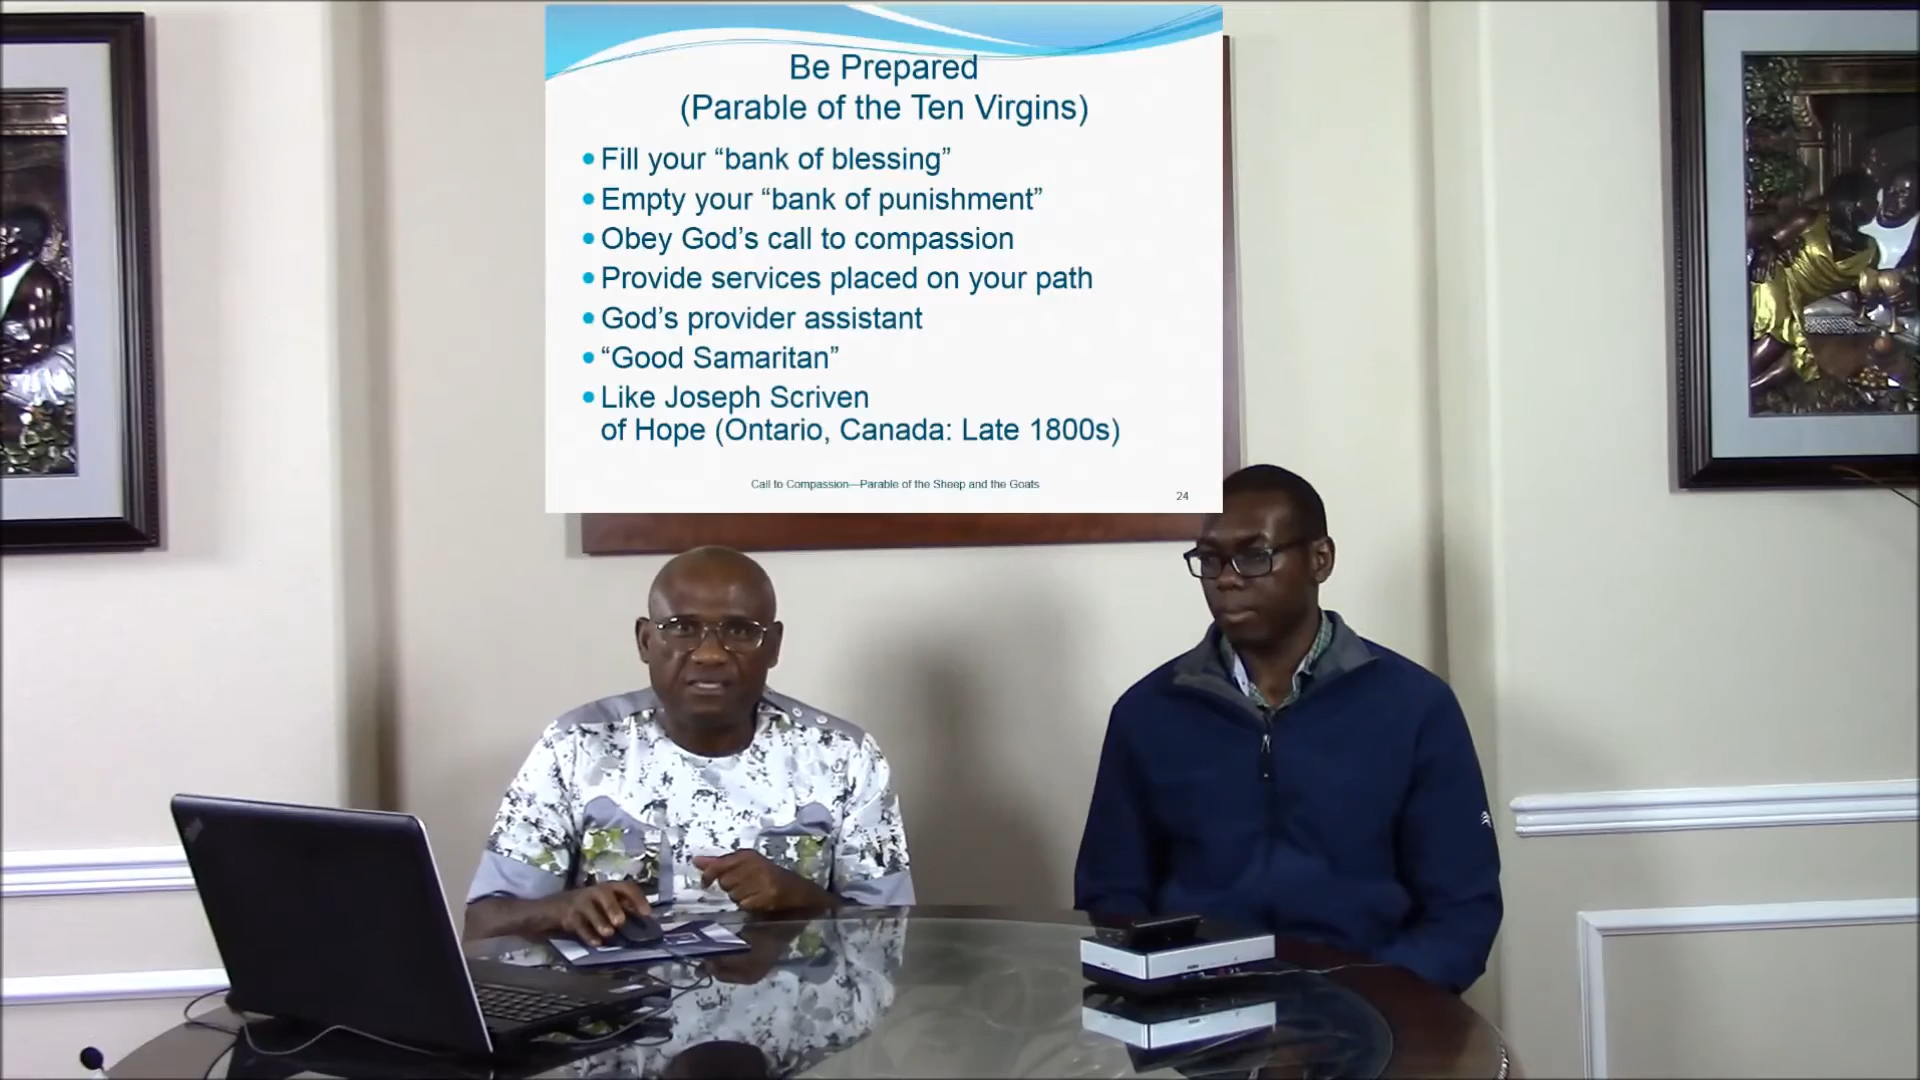 Be Prepared
(Parable of the Ten Virgins)
• Fill your “bank of blessing”
• Empty your “bank of punishment”
• Obey God’s call to compassion
• Provide services placed on your path
• God’s provider assistant
• “Good Samaritan”
• Like Joseph Scriven
of Hope (Ontario, Canada: Late 1800s)
Call to Compassion—Parable of the Sheep and the Goats
24